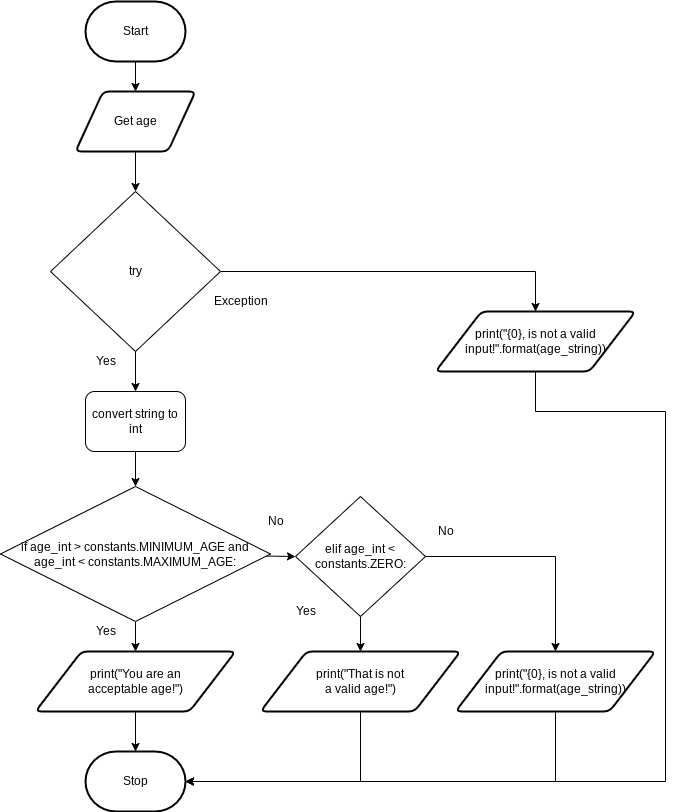 Start
Get age
try
Exception
print("{0}, is not a valid
input!".format(age_string))
Yes
convert string to
int
if age_int > constants.MINIMUM_AGE and
age_int < constants.MAXIMUM_AGE:
No
elif age_int <
constants.ZERO:
No
Yes
Yes
print("You are an
acceptable age!")
print("That is not
a valid age!")
print("{0}, is not a valid
input!".format(age_string))
Stop